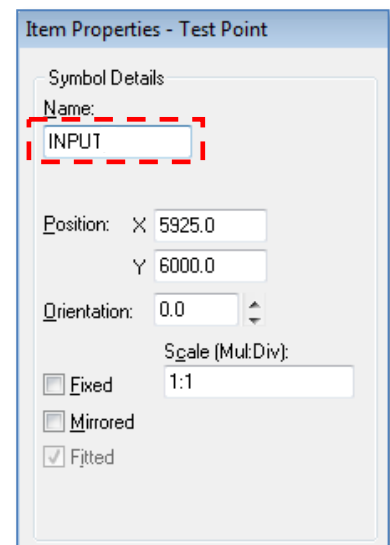 Item Properties - Test Point
Symbol Details
Name:
INPUT
Position: X 5925.0
Y 6000.0
Orientation: 0.0
Scale (Mul:Div):
Fixed 1:1
Mirrored
Fitted